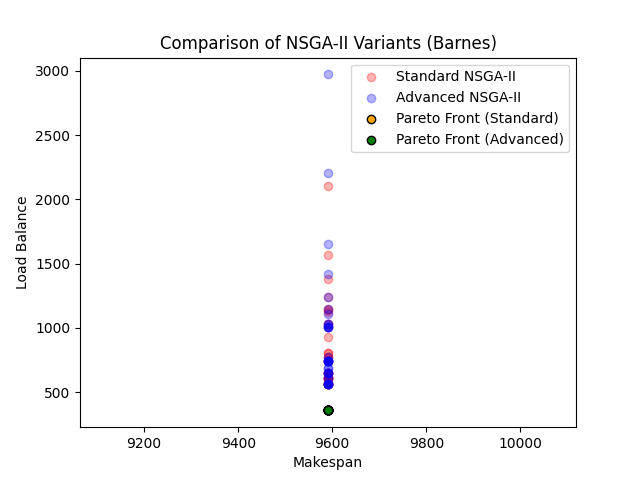 Comparison of NSGA-II Variants (Barnes)
Standard NSGA-II
Advanced NSGA-II
Pareto Front (Standard)
Pareto Front (Advanced)
Load Balance
3000
2500
2000
1500
1000
500
9200 9400 9600 9800 10000
Makespan